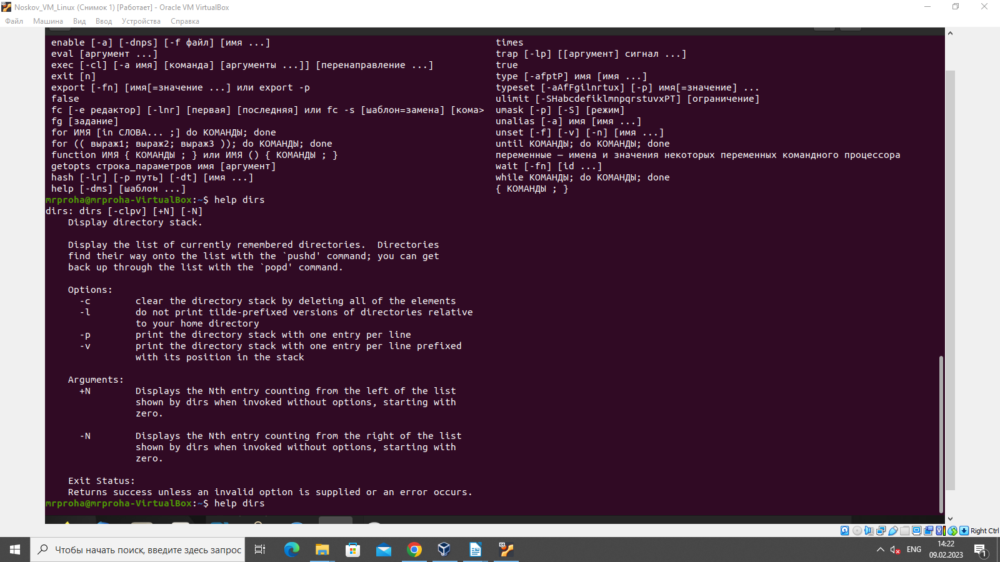 Noskov_VM_Linux (Снимок 1) [Работает] - Oracle VM VirtualBox
Файл Машина Вид Ввод Устройства Справка
enable [-a] [-dnps] [-f файл] [имя ...] times
eval [аргумент ...] trap [-lp] [[аргумент] сигнал ...]
exec [-cl] [-a имя] [команда] [аргументы ...]] [перенаправление ...] true
exit [n] type [-afptP] имя [имя ...]
export [-fn] [имя[=значение ...] или export -p typeset [-aAfFgilnrtux] [-p] имя[=значение] ...
false ulimit [-SHabcdefiklmnpqrstuvxPT] [ограничение]
fc [-e редактор] [-lnr] [первая] [последняя] или fc -s [шаблон=замена] [кома> umask [-p] [-S] [режим]
fg [задание] unalias [-a] имя [имя ...]
for ИМЯ [in СЛОВА... ;] do КОМАНДЫ; done unset [-f] [-v] [-n] [имя ...]
for (( выраж1; выраж2; выраж3 )); do КОМАНДЫ; done until КОМАНДЫ; do КОМАНДЫ; done
function ИМЯ { КОМАНДЫ ; } или ИМЯ () { КОМАНДЫ ; } переменные — имена и значения некоторых переменных командного процессора
getopts строка_параметров имя [аргумент] wait [-fn] [id ...]
hash [-lr] [-p путь] [-dt] [имя ...] while КОМАНДЫ; do КОМАНДЫ; done
help [-dms] [шаблон ...] { КОМАНДЫ ; }
mrproha@mrproha-VirtualBox:~$ help dirs
dirs: dirs [-clpv] [+N] [-N]
Display directory stack.
Display the list of currently remembered directories.  Directories
find their way onto the list with the `pushd' command; you can get
back up through the list with the `popd' command.
Options:
-c clear the directory stack by deleting all of the elements
-l do not print tilde-prefixed versions of directories relative
to your home directory
-p print the directory stack with one entry per line
-v print the directory stack with one entry per line prefixed
with its position in the stack
Arguments:
+N Displays the Nth entry counting from the left of the list
shown by dirs when invoked without options, starting with
zero.
-N Displays the Nth entry counting from the right of the list
shown by dirs when invoked without options, starting with
zero.
Exit Status:
Returns success unless an invalid option is supplied or an error occurs.
mrproha@mrproha-VirtualBox:~$ help dirs
Right Ctrl
Чтобы начать поиск, введите здесь запрос
ENG
14:22
09.02.2023
1